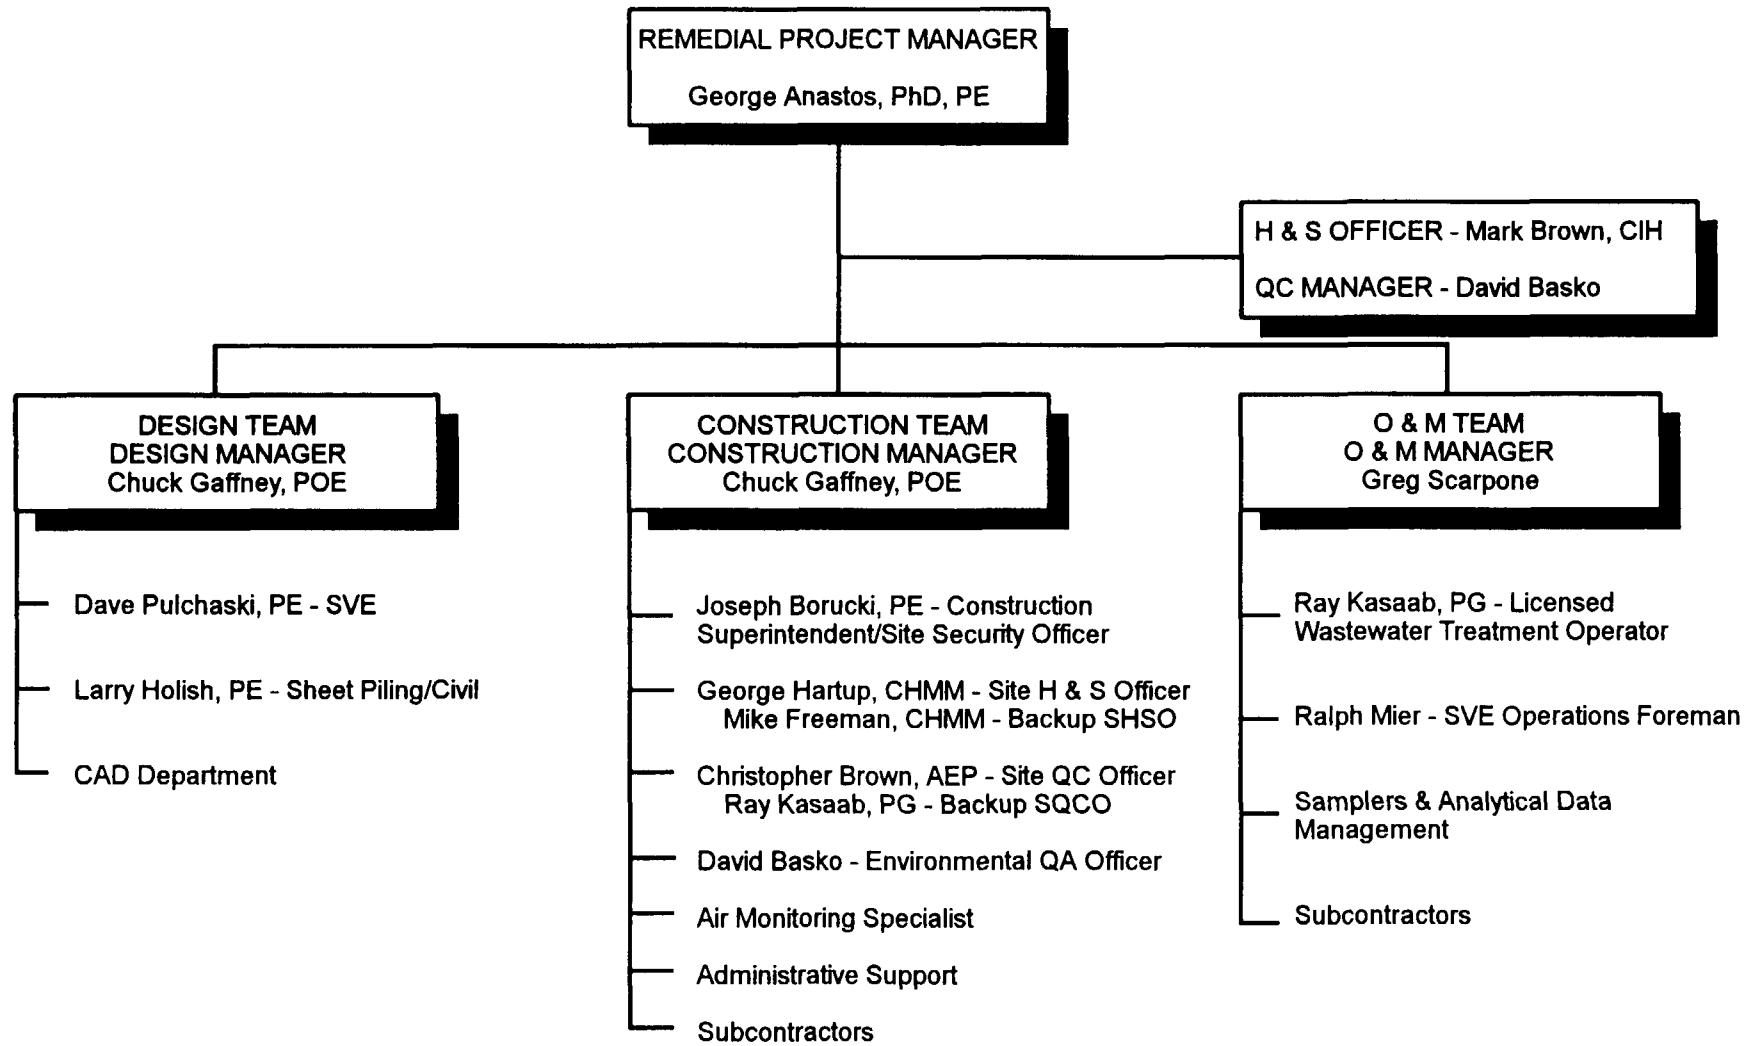 REMEDIAL PROJECT MANAGER
George Anastos, PhD, PE
H & S OFFICER - Mark Brown, CIH
QC MANAGER - David Basko
DESIGN TEAM
DESIGN MANAGER
Chuck Gaffney, POE
Dave Pulchaski, PE - SVE
Larry Holish, PE - Sheet Piling/Civil
CAD Department
CONSTRUCTION TEAM
CONSTRUCTION MANAGER
Chuck Gaffney, POE
Joseph Borucki, PE - Construction
Superintendent/Site Security Officer
George Hartup, CHMM - Site H & S Officer
Mike Freeman, CHMM - Backup SHSO
Christopher Brown, AEP - Site QC Officer
Ray Kasaab, PG - Backup SQCO
David Basko - Environmental QA Officer
Air Monitoring Specialist
Administrative Support
Subcontractors
O & M TEAM
O & M MANAGER
Greg Scarpone
Ray Kasaab, PG - Licensed
Wastewater Treatment Operator
Ralph Mier - SVE Operations Foreman
Samplers & Analytical Data
Management
Subcontractors